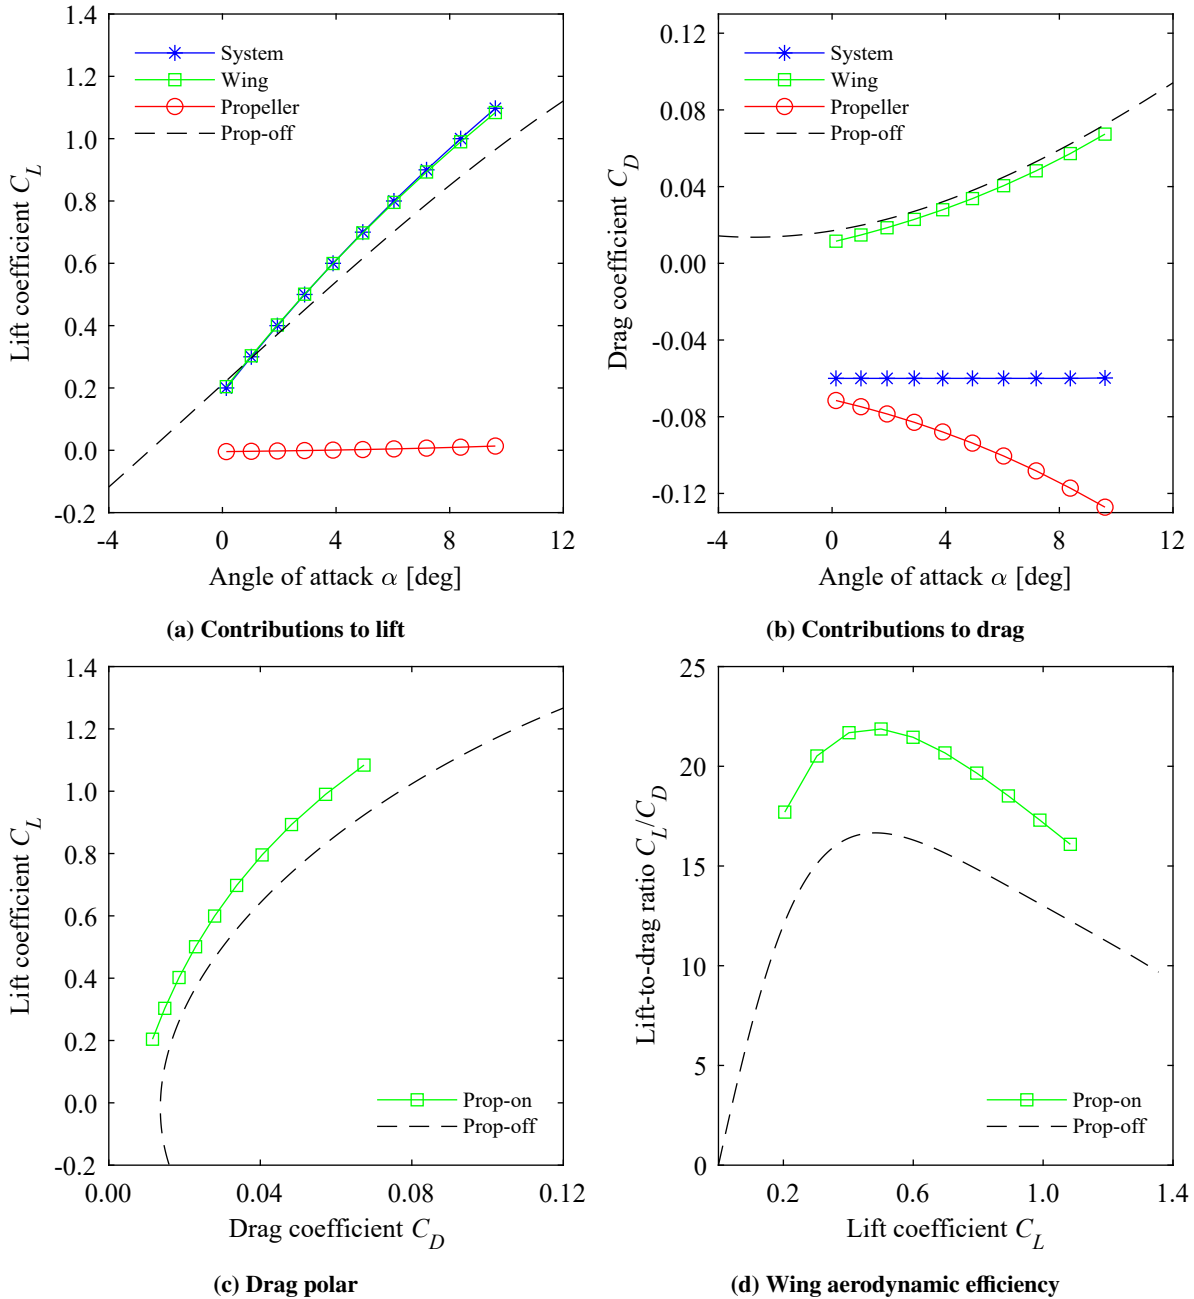 1.4
1.2
1.0
0.8
0.6
0.4
0.2
0.0
-0.2
-4
0
4
8
12
Lift coefficient C_L
Angle of attack α [deg]
System
Wing
Propeller
Prop-off
(a) Contributions to lift
0.12
0.08
0.04
0.00
-0.04
-0.08
-0.12
-4
0
4
8
12
Drag coefficient C_D
Angle of attack α [deg]
System
Wing
Propeller
Prop-off
(b) Contributions to drag
1.4
1.2
1.0
0.8
0.6
0.4
0.2
0.0
-0.2
0.00
0.04
0.08
0.12
Lift coefficient C_L
Drag coefficient C_D
Prop-on
Prop-off
(c) Drag polar
25
20
15
10
5
0
0.2
0.6
1.0
1.4
Lift-to-drag ratio C_L/C_D
Lift coefficient C_L
Prop-on
Prop-off
(d) Wing aerodynamic efficiency